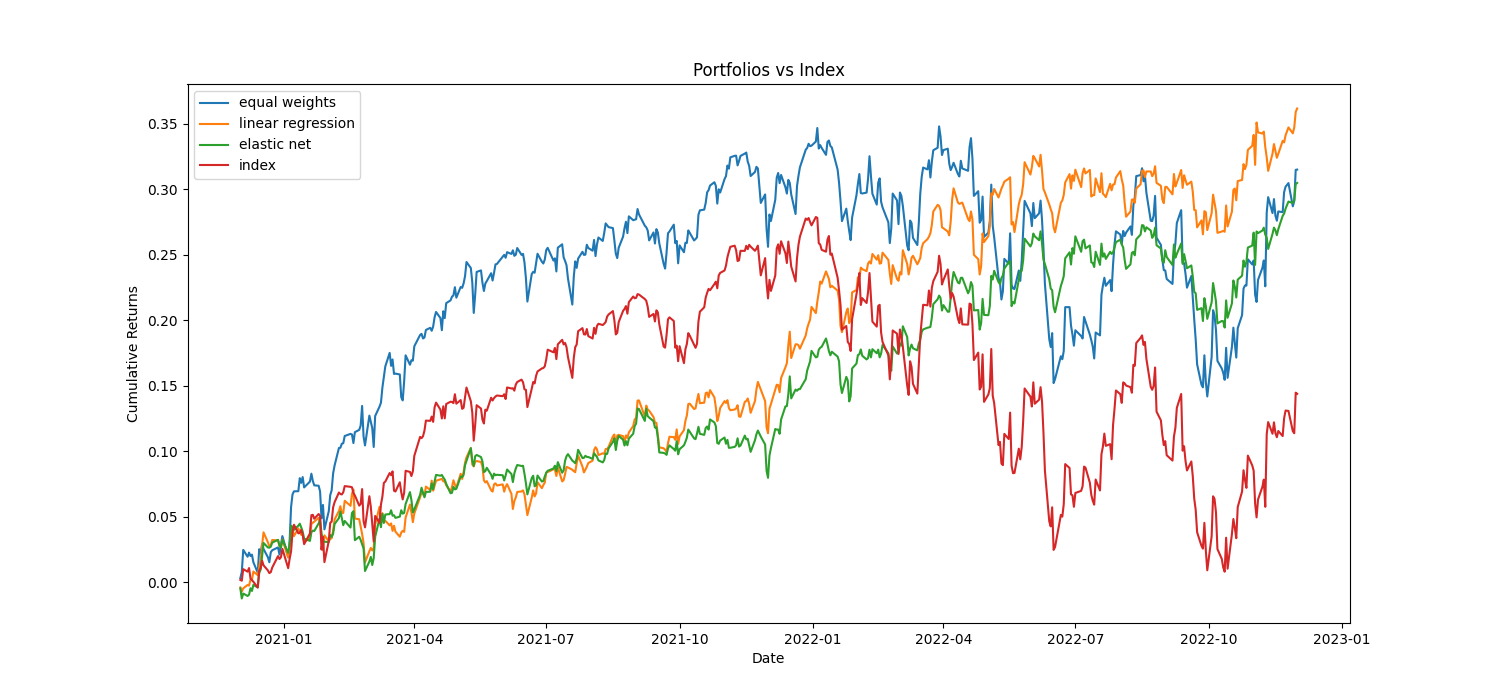 Portfolios vs Index
equal weights
linear regression
elastic net
index
Cumulative Returns
0.35
0.30
0.25
0.20
0.15
0.10
0.05
0.00
2021-01 2021-04 2021-07 2021-10 2022-01 2022-04 2022-07 2022-10 2023-01
Date